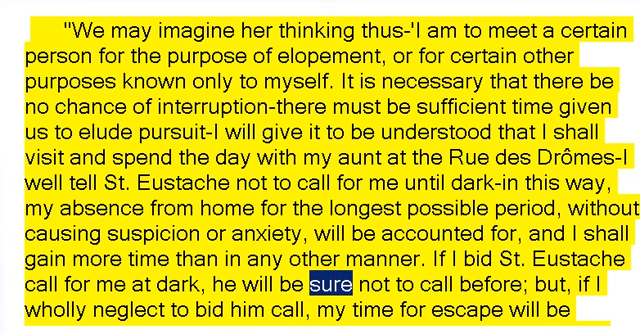 "We may imagine her thinking thus-'I am to meet a certain
person for the purpose of elopement, or for certain other
purposes known only to myself. It is necessary that there be
no chance of interruption-there must be sufficient time given
us to elude pursuit-I will give it to be understood that I shall
visit and spend the day with my aunt at the Rue des Drômes-I
well tell St. Eustache not to call for me until dark-in this way,
my absence from home for the longest possible period, without
causing suspicion or anxiety, will be accounted for, and I shall
gain more time than in any other manner. If I bid St. Eustache
call for me at dark, he will be sure not to call before; but, if I
wholly neglect to bid him call, my time for escape will be